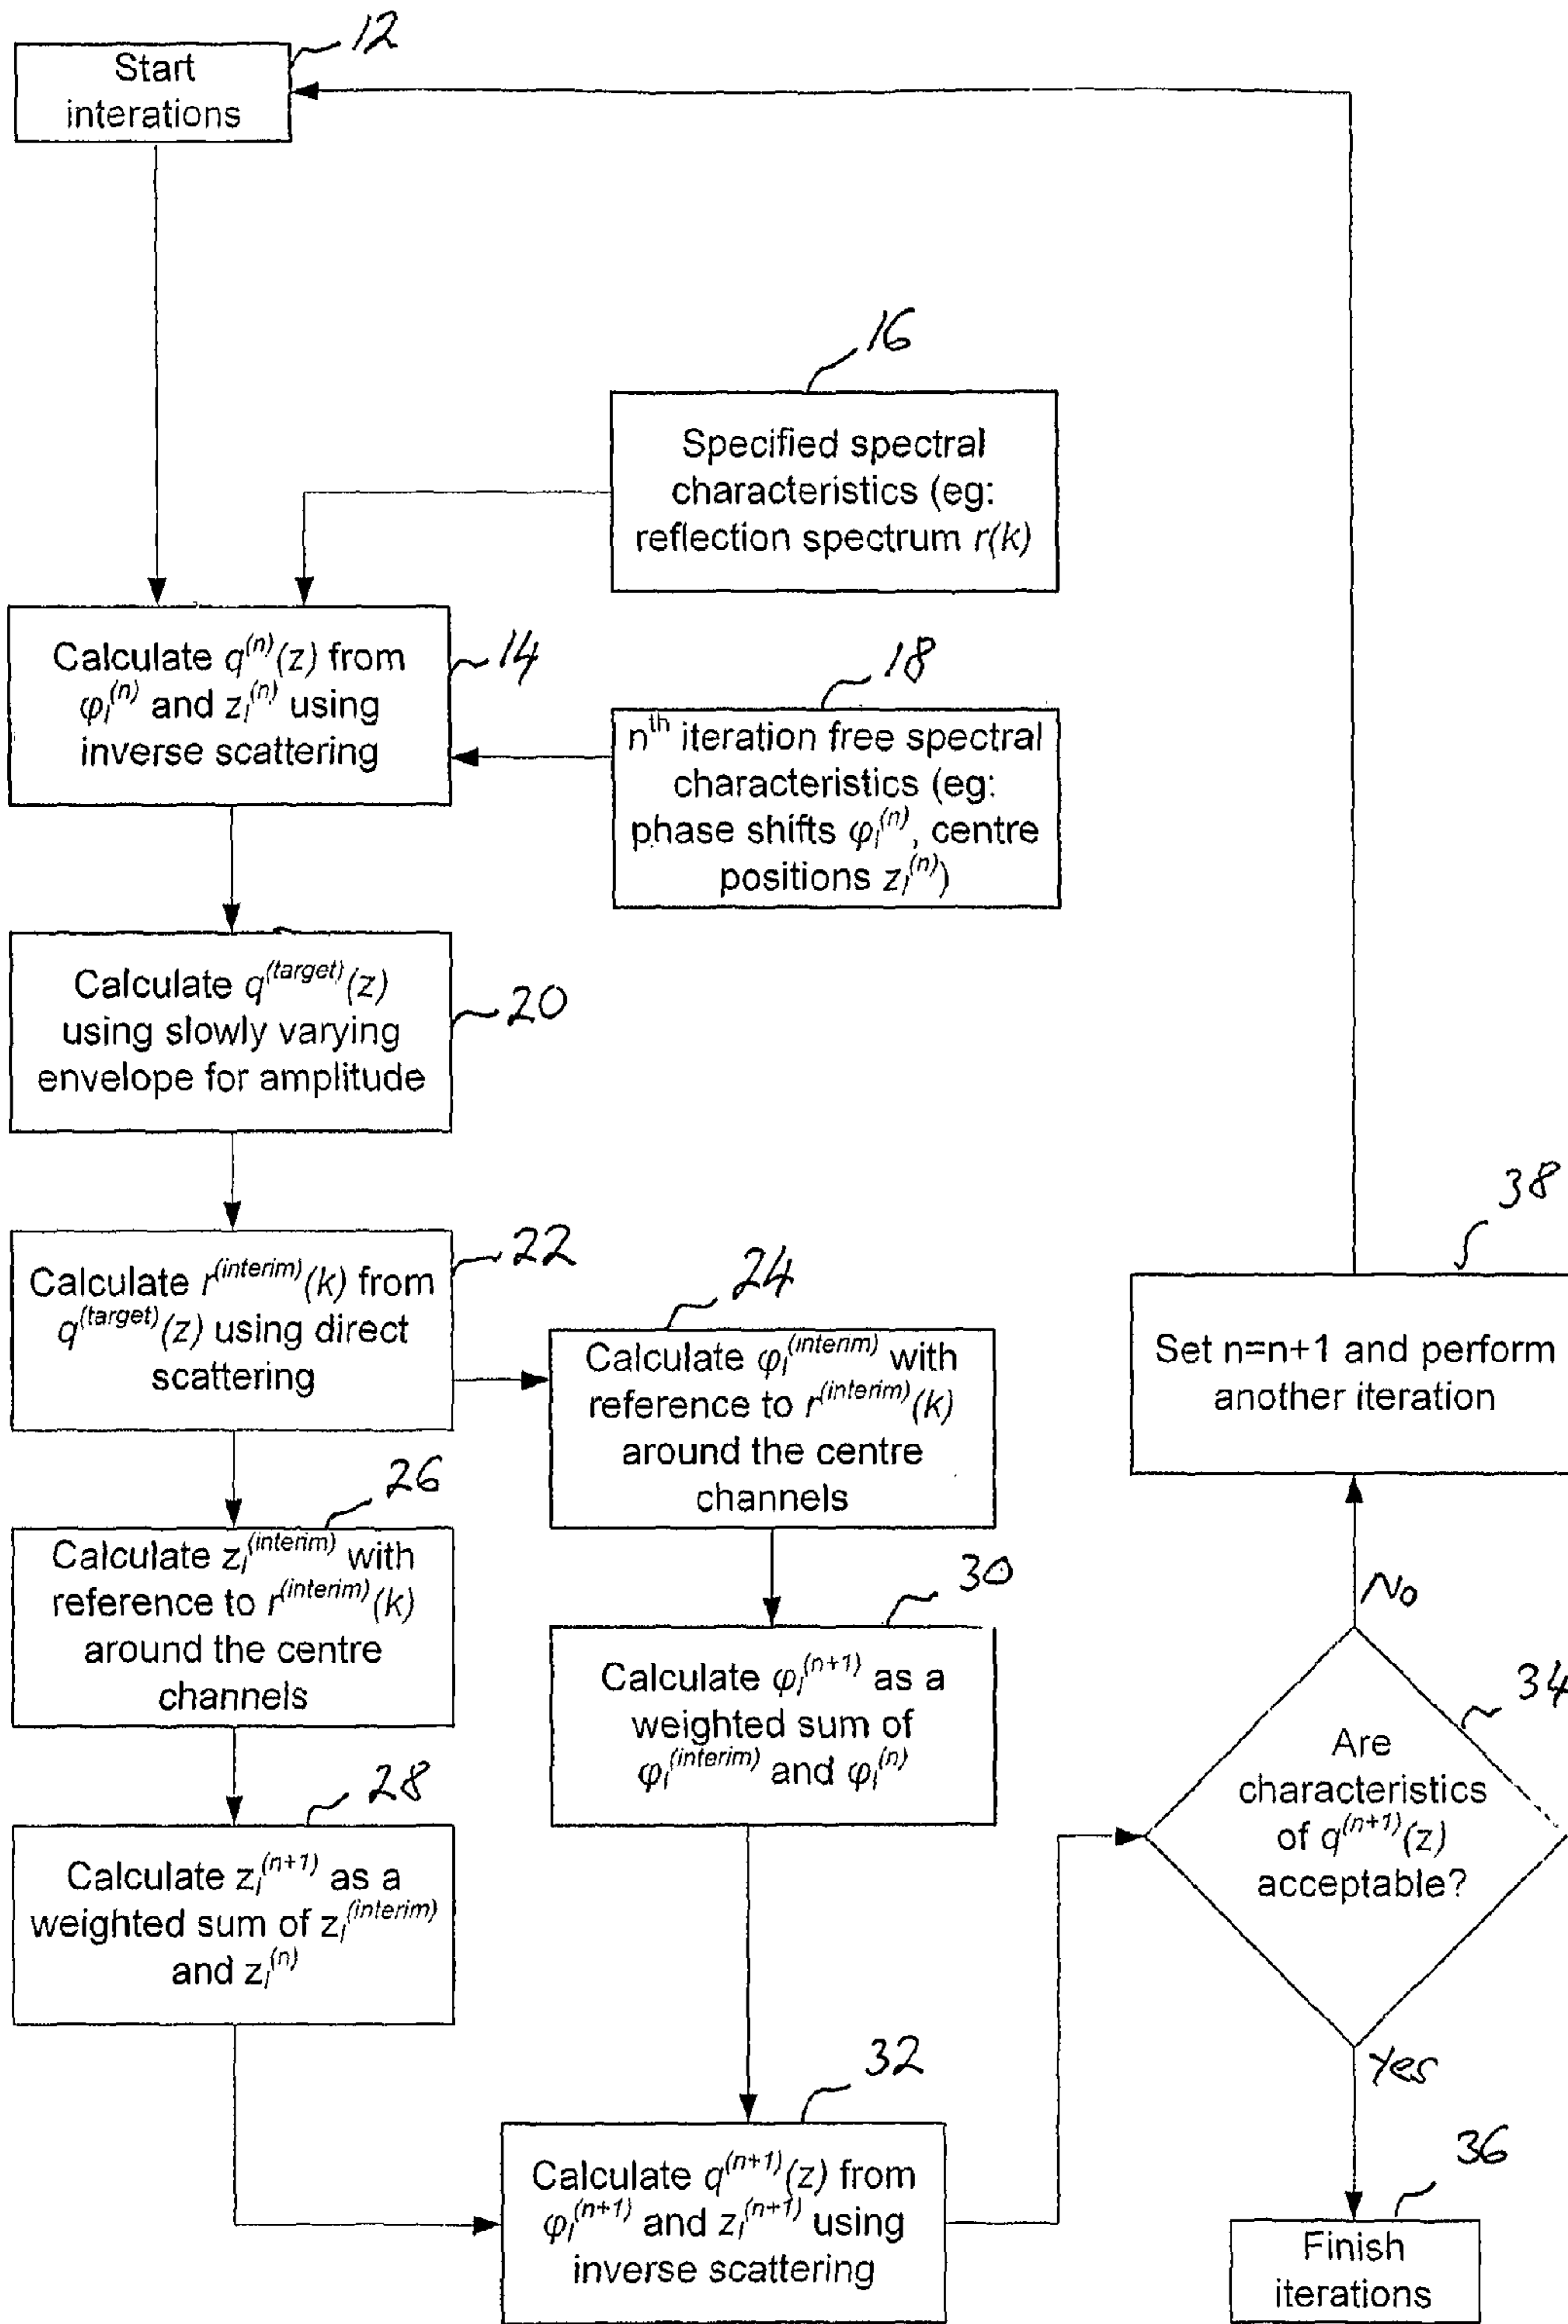 12
Start
interations
16
Specified spectral
characteristics (eg:
reflection spectrum r(k)
Calculate q⁽ⁿ⁾(z) from
φₗ⁽ⁿ⁾ and zₗ⁽ⁿ⁾ using
inverse scattering
14
18
nᵗʰ iteration free spectral
characteristics (eg:
phase shifts φₗ⁽ⁿ⁾, centre
positions zₗ⁽ⁿ⁾)
Calculate q^(target)(z)
using slowly varying
envelope for amplitude
20
Calculate r^(interim)(k) from
q^(target)(z) using direct
scattering
22
24
Calculate φₗ^(interim) with
reference to r^(interim)(k)
around the centre
channels
38
Set n=n+1 and perform
another iteration
26
Calculate zₗ^(interim) with
reference to r^(interim)(k)
around the centre
channels
30
Calculate φₗ⁽ⁿ⁺¹⁾ as a
weighted sum of
φₗ^(interim) and φₗ⁽ⁿ⁾
No
34
Are
characteristics
of q⁽ⁿ⁺¹⁾(z)
acceptable?
28
Calculate zₗ⁽ⁿ⁺¹⁾ as a
weighted sum of zₗ^(interim)
and zₗ⁽ⁿ⁾
32
Calculate q⁽ⁿ⁺¹⁾(z) from
φₗ⁽ⁿ⁺¹⁾ and zₗ⁽ⁿ⁺¹⁾ using
inverse scattering
Yes
36
Finish
iterations